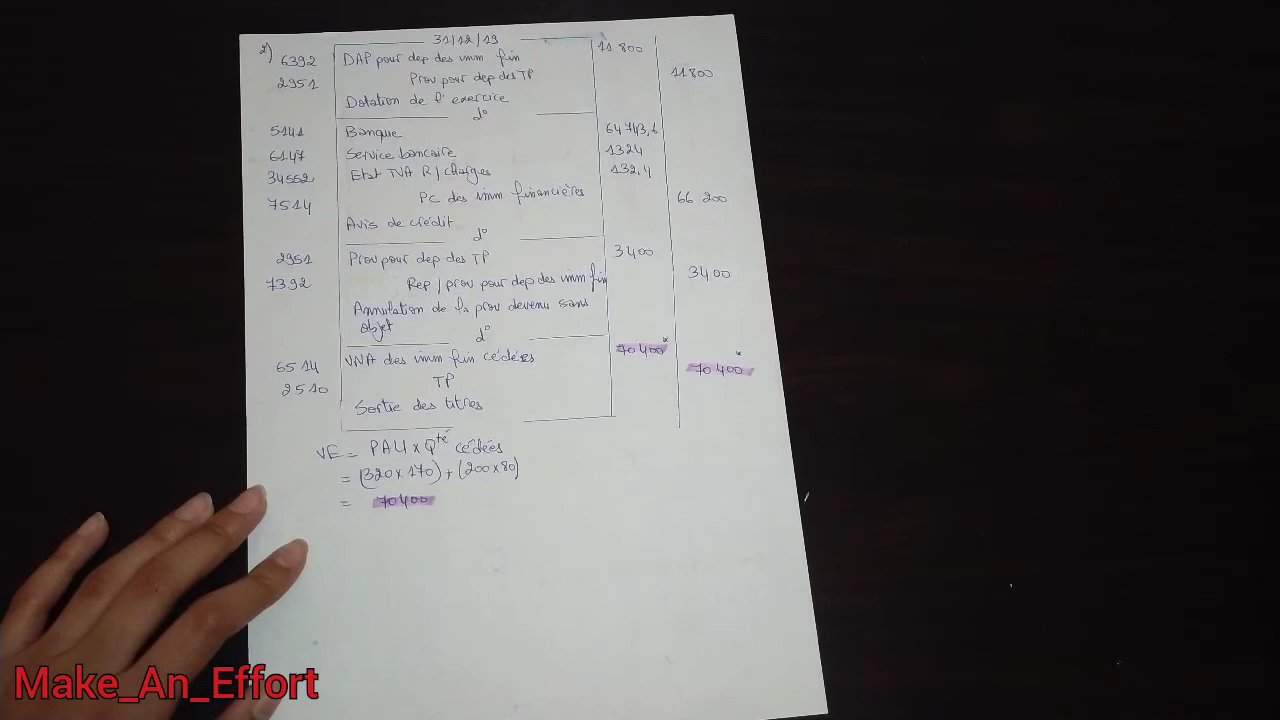 2)
31/12/19
6392 DAP pour dep des imm fin 11 800
2951 Prov pour dep des TP 11800
Dotation de l'exercice
d°
5141 Banque 64 743,6
6147 Service bancaire 1324
34552 Etat TVA R/charges 132,4
7514 PC des imm financières 66 200
Avis de crédit
d°
2951 Prov pour dep des TP 3400
7392 Rep/prov pour dep des imm fin 3400
Annulation de la prov devenu sans
objet
d°
6514 VNA des imm fin cédées 70 400*
2510 TP 70 400*
Sortie des titres
VE = PAU x Qté cédées
= (320 x 170) + (200 x 80)
= 70400
Make_An_Effort